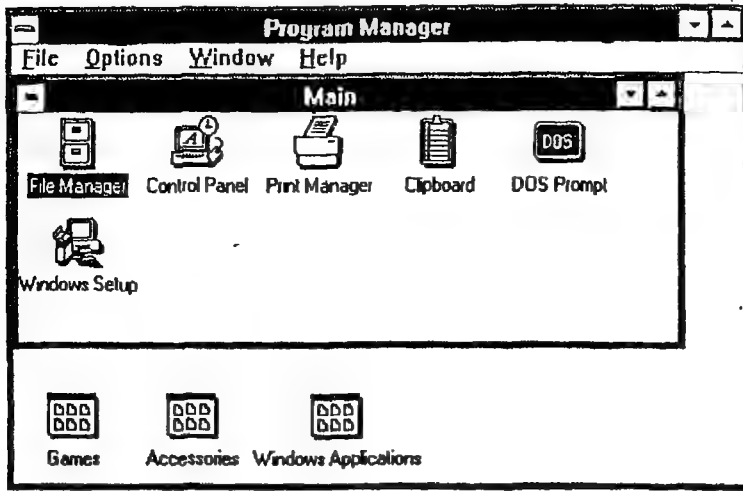 Program Manager
File Options Window Help
Main
File Manager Control Panel Print Manager Clipboard DOS Prompt
Windows Setup
Games Accessories Windows Applications